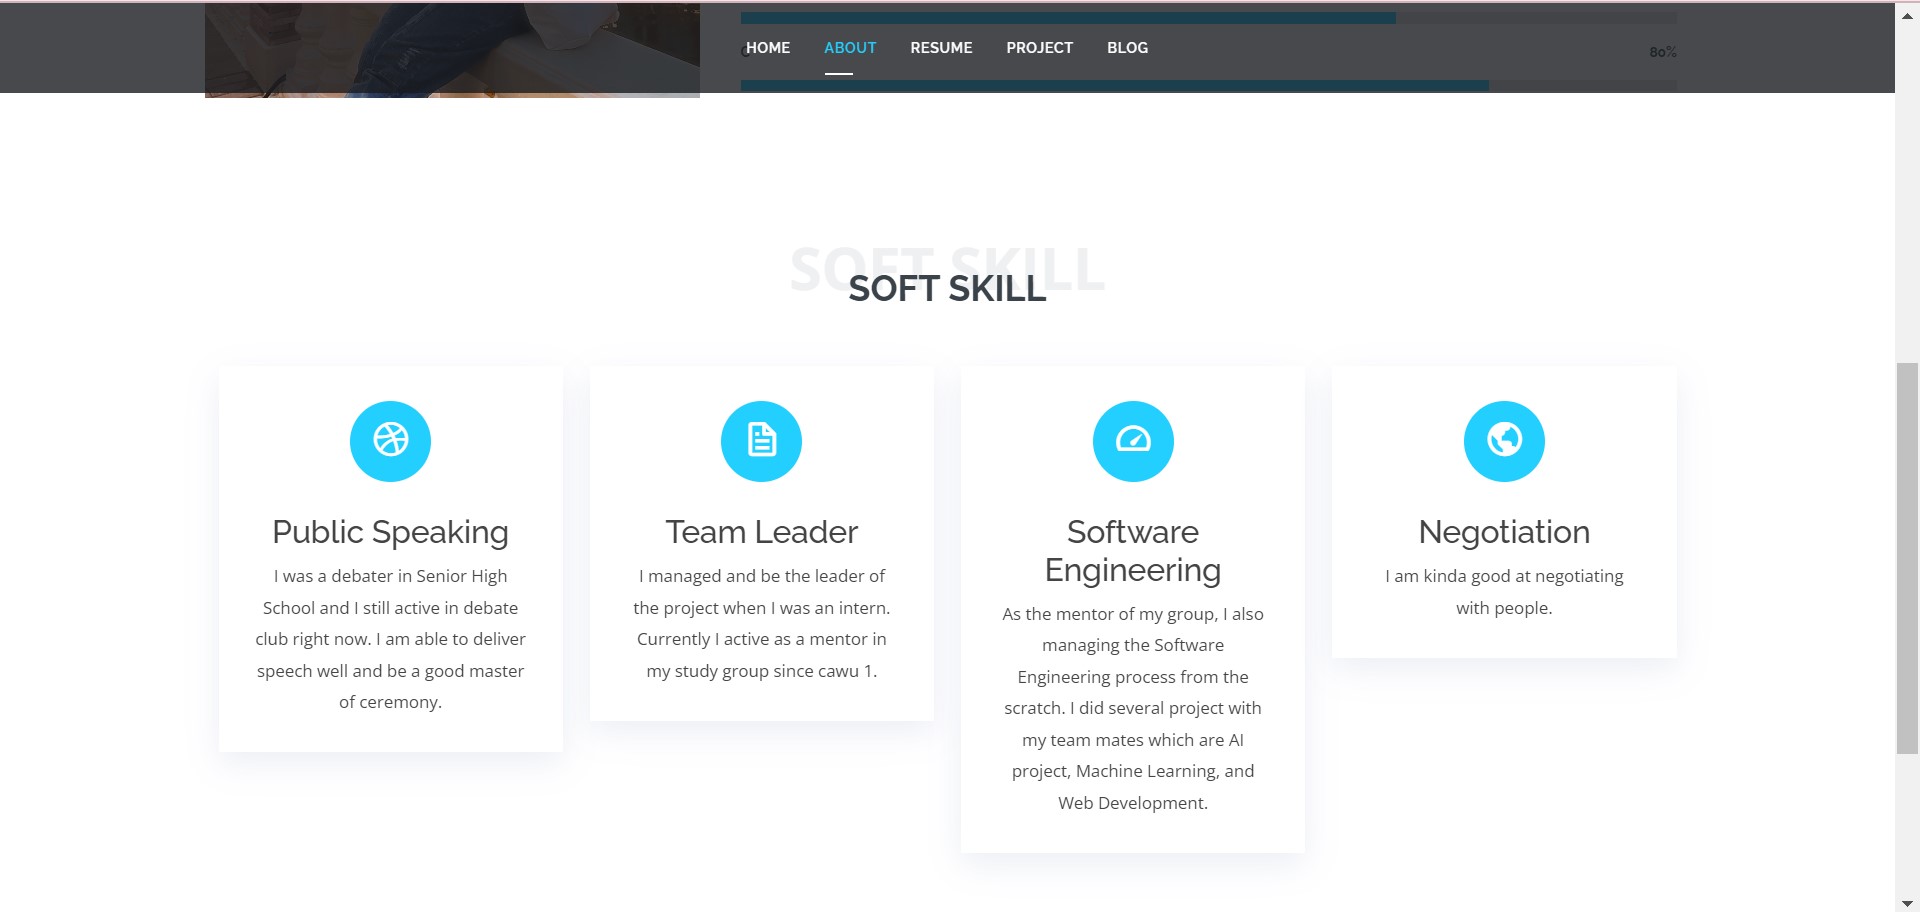 HOME ABOUT RESUME PROJECT BLOG
80%
SOFT SKILL
SOFT SKILL
Public Speaking
I was a debater in Senior High
School and I still active in debate
club right now. I am able to deliver
speech well and be a good master
of ceremony.
Team Leader
I managed and be the leader of
the project when I was an intern.
Currently I active as a mentor in
my study group since cawu 1.
Software
Engineering
As the mentor of my group, I also
managing the Software
Engineering process from the
scratch. I did several project with
my team mates which are AI
project, Machine Learning, and
Web Development.
Negotiation
I am kinda good at negotiating
with people.